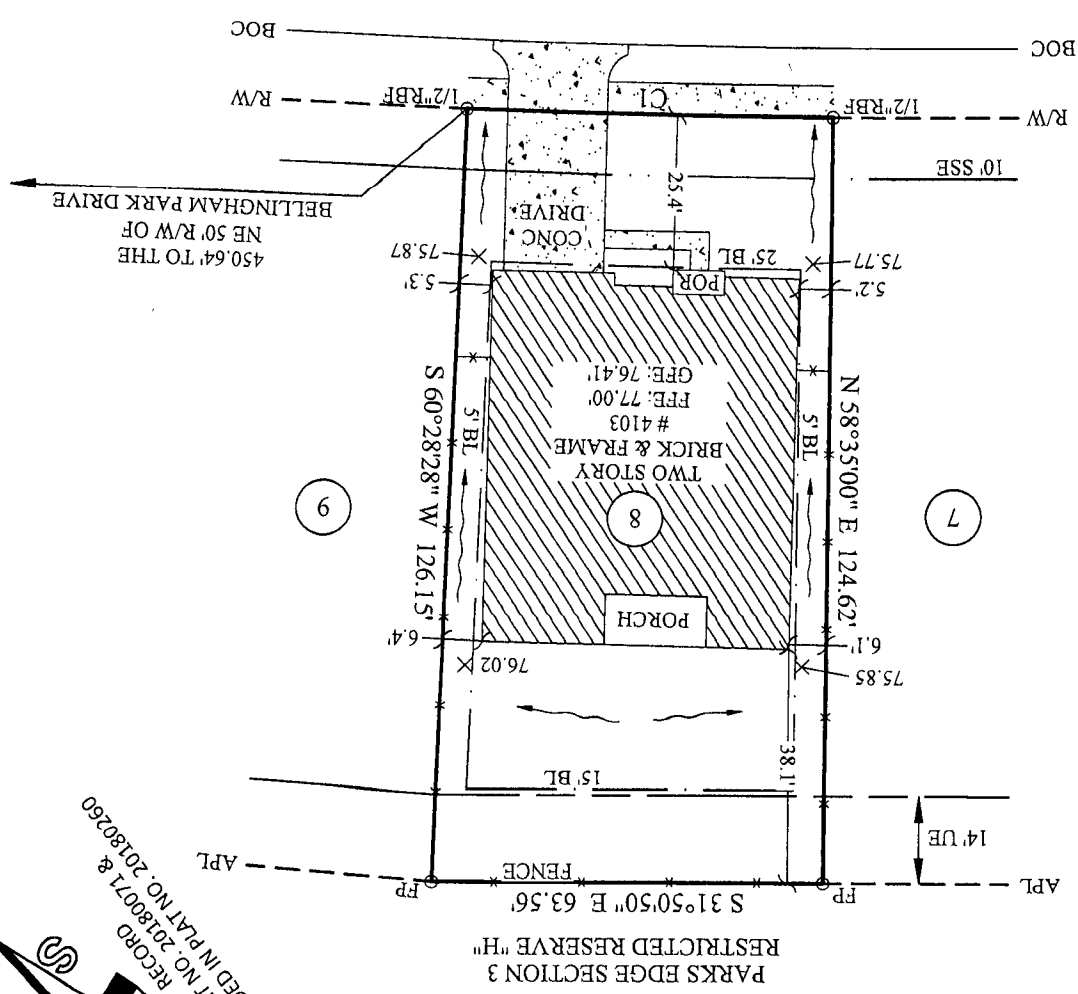 S
RECORD
NO. 20180071 &
IN PLAT NO. 20180260
PARKS EDGE SECTION 3
RESTRICTED RESERVE "H"
S 31°50'50" E 63.56'
APL
FP
FENCE
FP
APL
14' UE
15' BL
38.1'
75.85
76.02
6.1'
6.4'
PORCH
7
8
9
N 58°35'00" E 124.62'
S 60°28'28" W 126.15'
5' BL
5' BL
TWO STORY
BRICK & FRAME
# 4103
FFE: 77.00'
GFE: 76.41'
5.2'
5.3'
POR
75.77
25' BL
75.87
CONC
DRIVE
25.4'
450.64' TO THE
NE 50' R/W OF
BELLINGHAM PARK DRIVE
10' SSE
R/W
1/2"RBF
C1
1/2"RBF
R/W
BOC
BOC